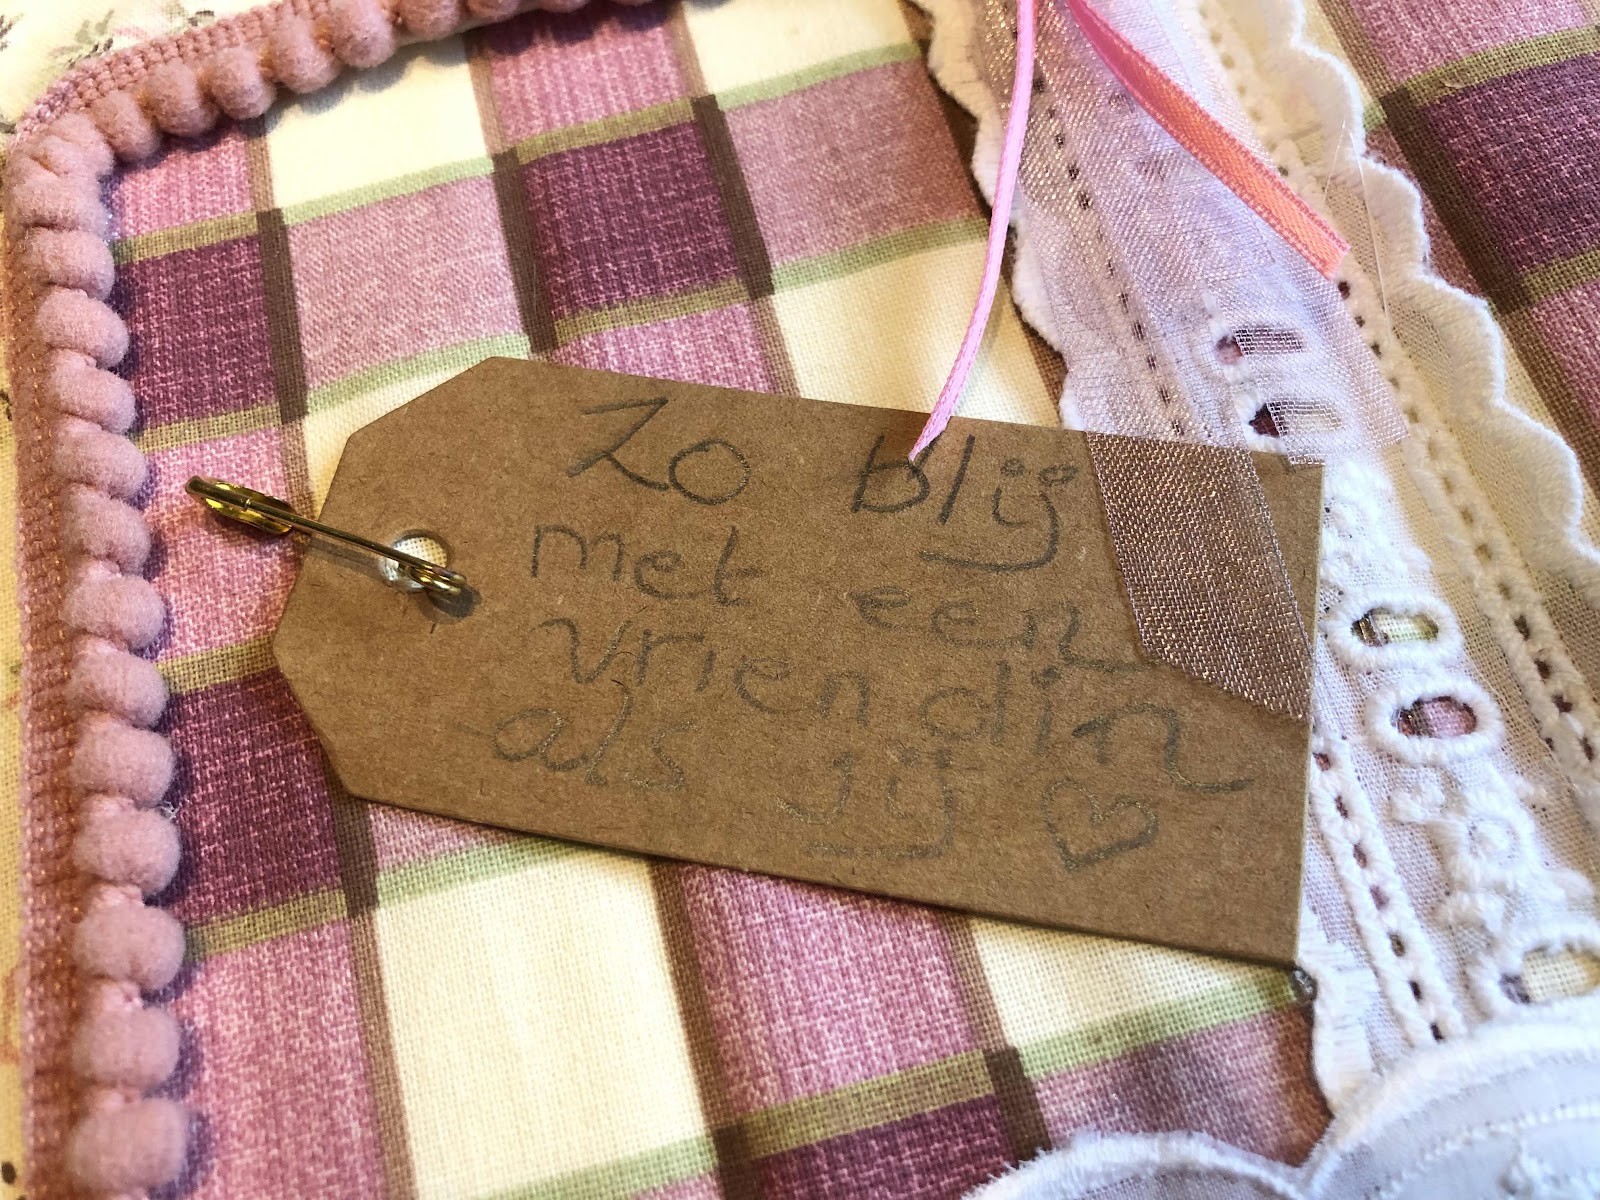 Zo blij
met een
vriendin
als jij